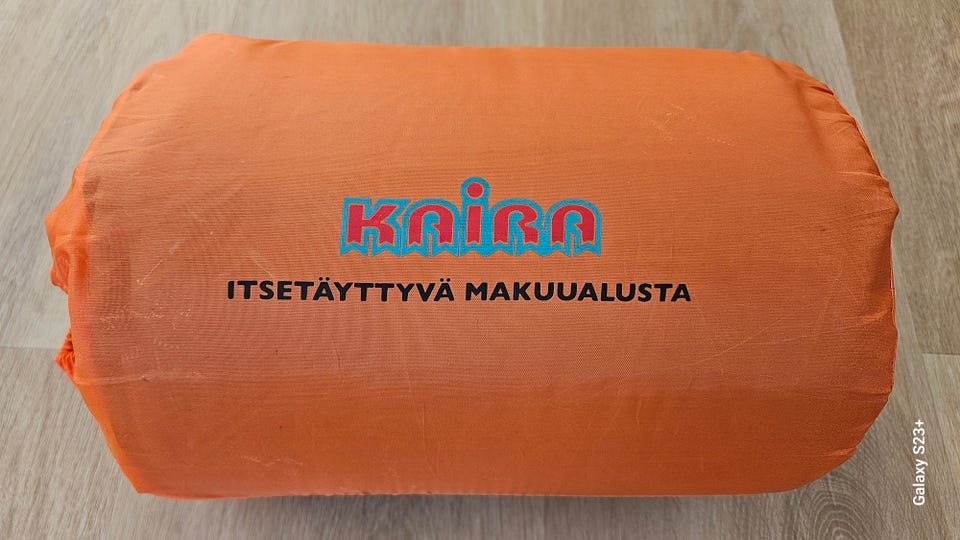 KAIRA
ITSETÄYTTYVÄ MAKUUALUSTA
Galaxy S23+